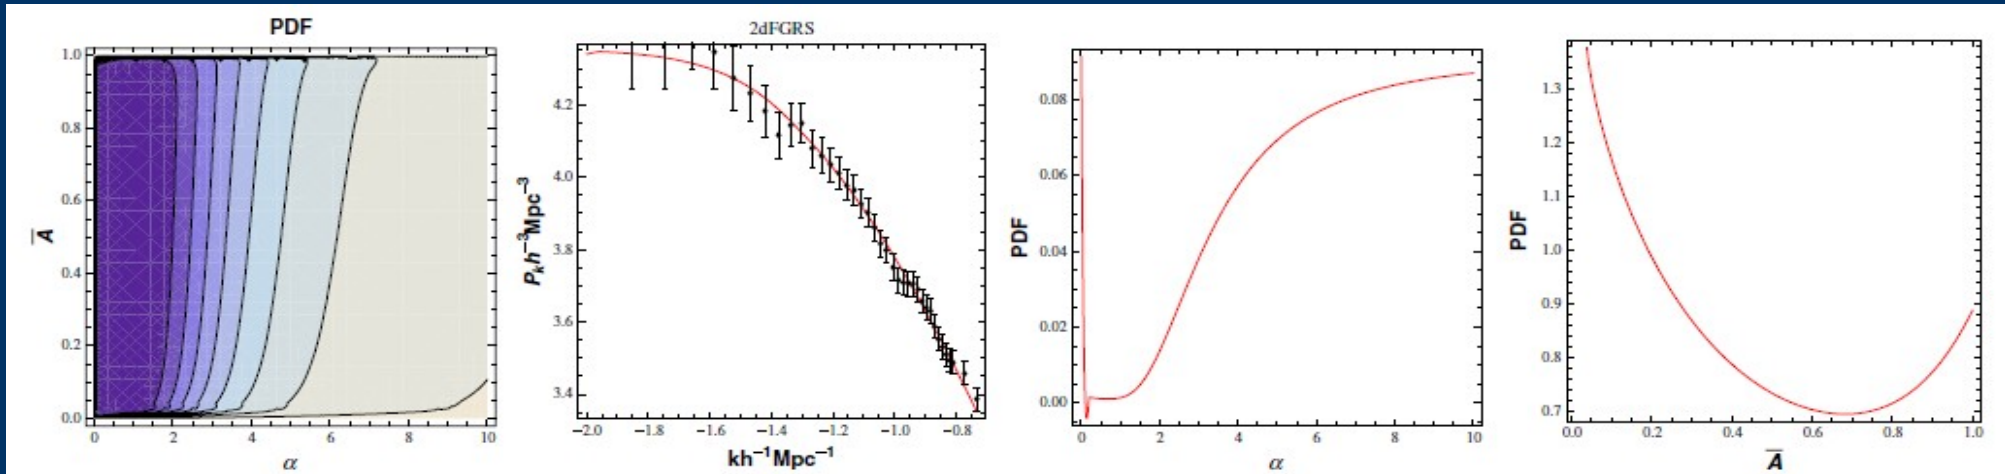 PDF
1.0
0.8
0.6
0.4
0.2
0.0
A̅
0 2 4 6 8 10
α
2dFGRS
4.2
4.0
3.8
3.6
3.4
P_k h^{-3} Mpc^{-3}
-2.0 -1.8 -1.6 -1.4 -1.2 -1.0 -0.8
kh^{-1}Mpc^{-1}
0.08
0.06
0.04
0.02
0.00
PDF
0 2 4 6 8 10
α
1.3
1.2
1.1
1.0
0.9
0.8
0.7
PDF
0.0 0.2 0.4 0.6 0.8 1.0
A̅